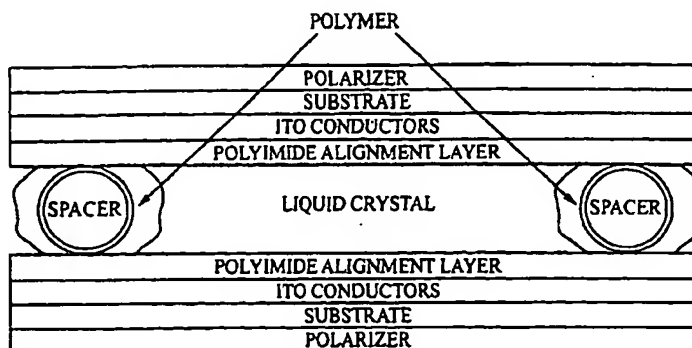 POLYMER
POLARIZER
SUBSTRATE
ITO CONDUCTORS
POLYIMIDE ALIGNMENT LAYER
SPACER LIQUID CRYSTAL SPACER
POLYIMIDE ALIGNMENT LAYER
ITO CONDUCTORS
SUBSTRATE
POLARIZER